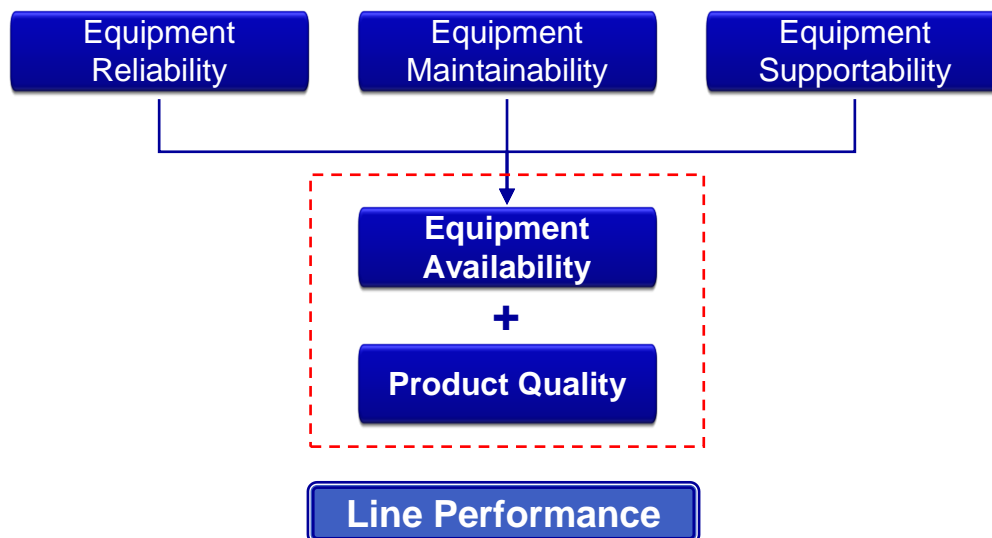 Equipment
Reliability
Equipment
Maintainability
Equipment
Supportability
Equipment
Availability
+
Product Quality
Line Performance